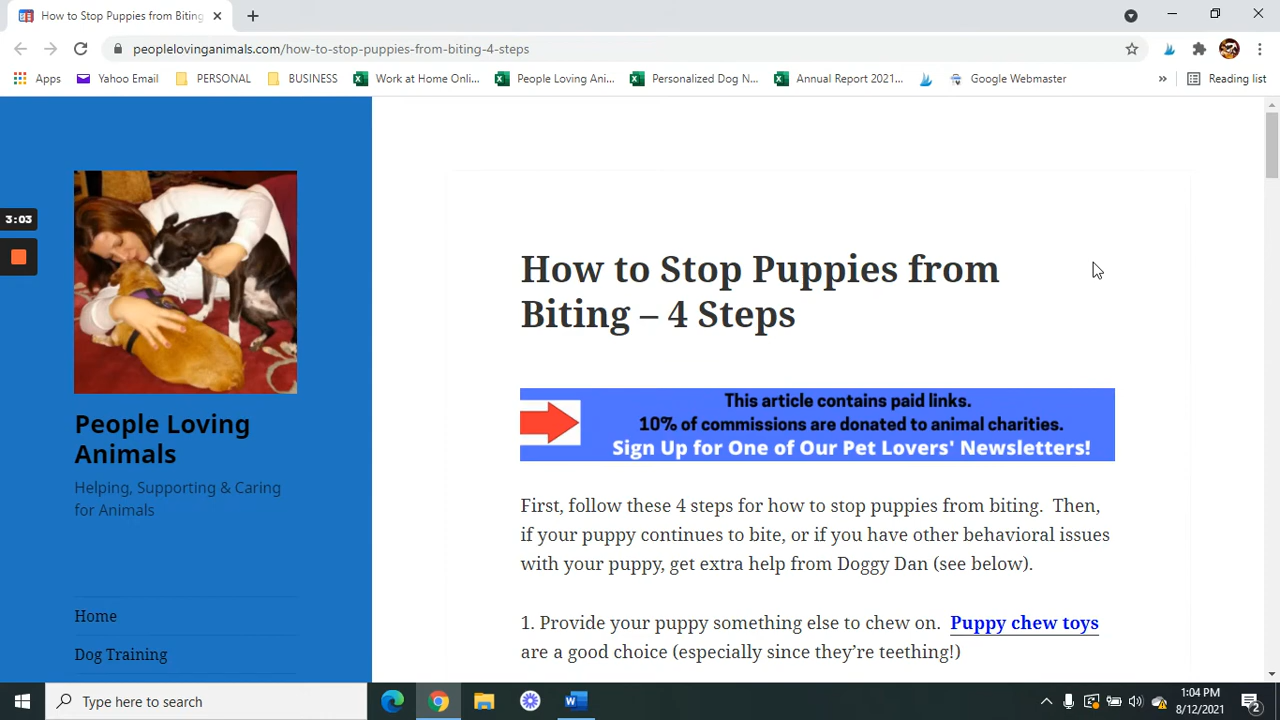 How to Stop Puppies from Biting
peoplelovinganimals.com/how-to-stop-puppies-from-biting-4-steps
Apps
Yahoo Email
PERSONAL
BUSINESS
Work at Home Onli...
People Loving Ani...
Personalized Dog N...
Annual Report 2021...
Google Webmaster
»
Reading list
3:03
People Loving
Animals
Helping, Supporting & Caring
for Animals
Home
Dog Training
How to Stop Puppies from
Biting – 4 Steps
This article contains paid links.
10% of commissions are donated to animal charities.
Sign Up for One of Our Pet Lovers' Newsletters!
First, follow these 4 steps for how to stop puppies from biting.  Then,
if your puppy continues to bite, or if you have other behavioral issues
with your puppy, get extra help from Doggy Dan (see below).
1. Provide your puppy something else to chew on.  Puppy chew toys
are a good choice (especially since they’re teething!)
Type here to search
1:04 PM
8/12/2021
2